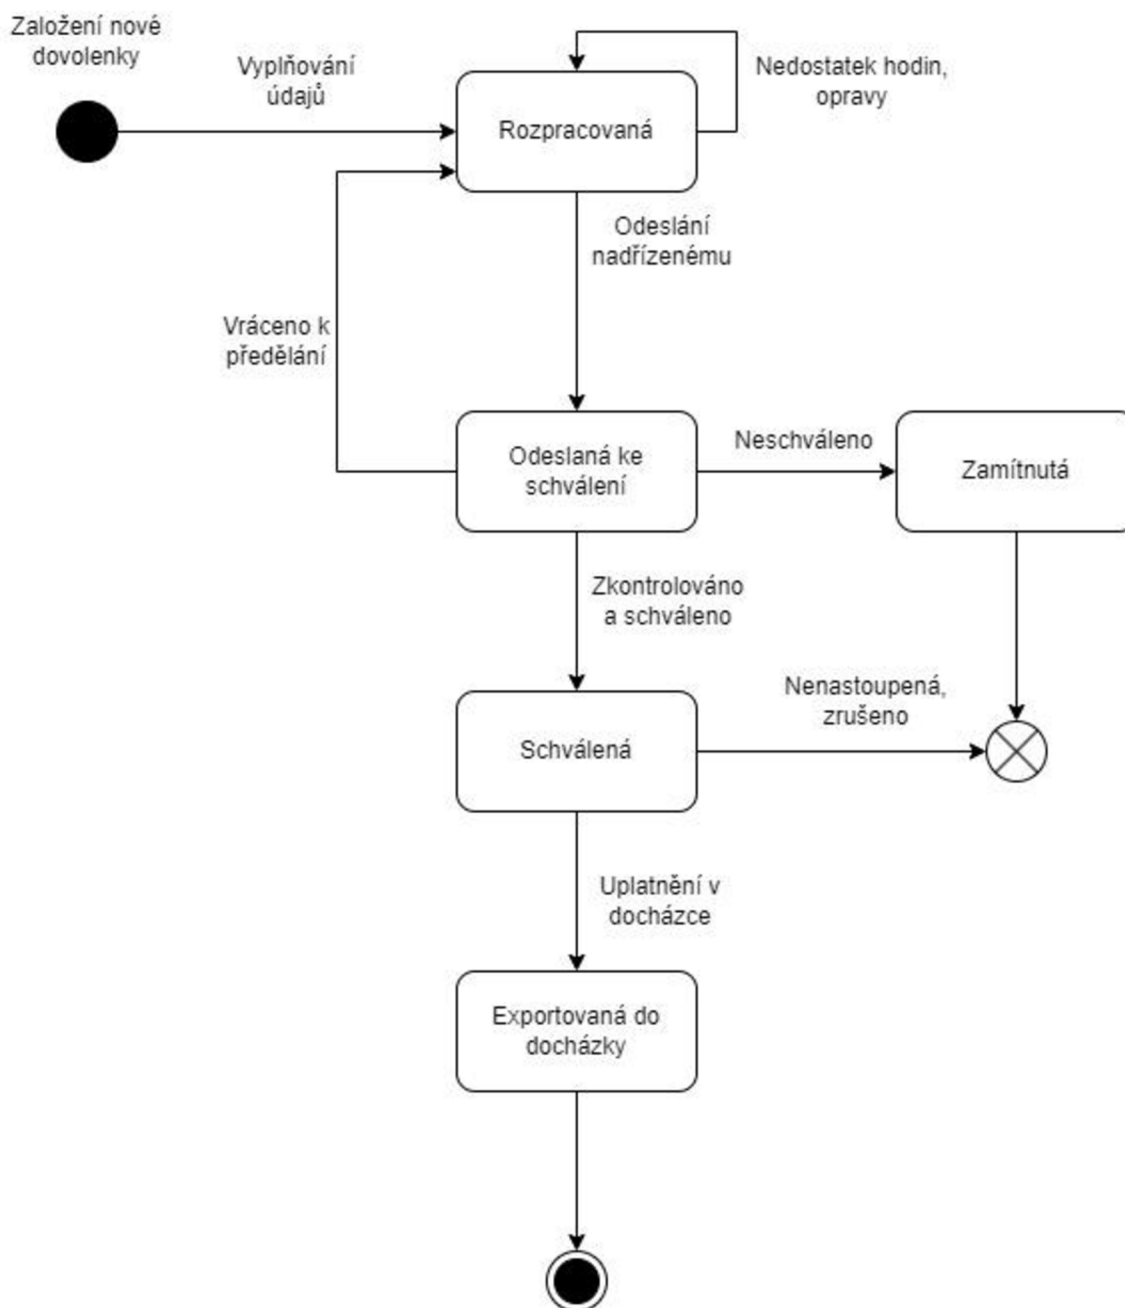 Založení nové
dovolenky
Vyplňování
údajů
Nedostatek hodin,
opravy
Rozpracovaná
Odeslání
nadřízenému
Vráceno k
předělání
Odeslaná ke
schválení
Neschváleno
Zamítnutá
Zkontrolováno
a schváleno
Nenastoupená,
zrušeno
Schválená
Uplatnění v
docházce
Exportovaná do
docházky